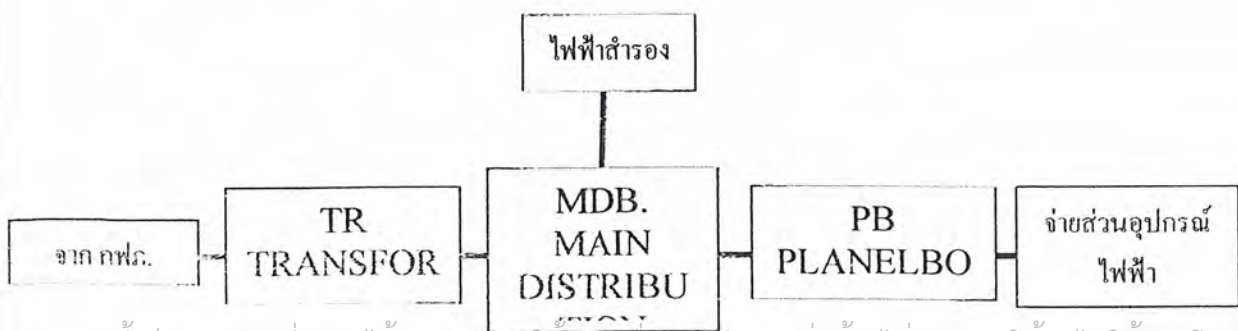 ไฟฟ้าสำรอง
จาก กฟภ.
TR
TRANSFOR
MDB.
MAIN
DISTRIBU
TION
PB
PLANELBO
จ่ายส่วนอุปกรณ์
ไฟฟ้า